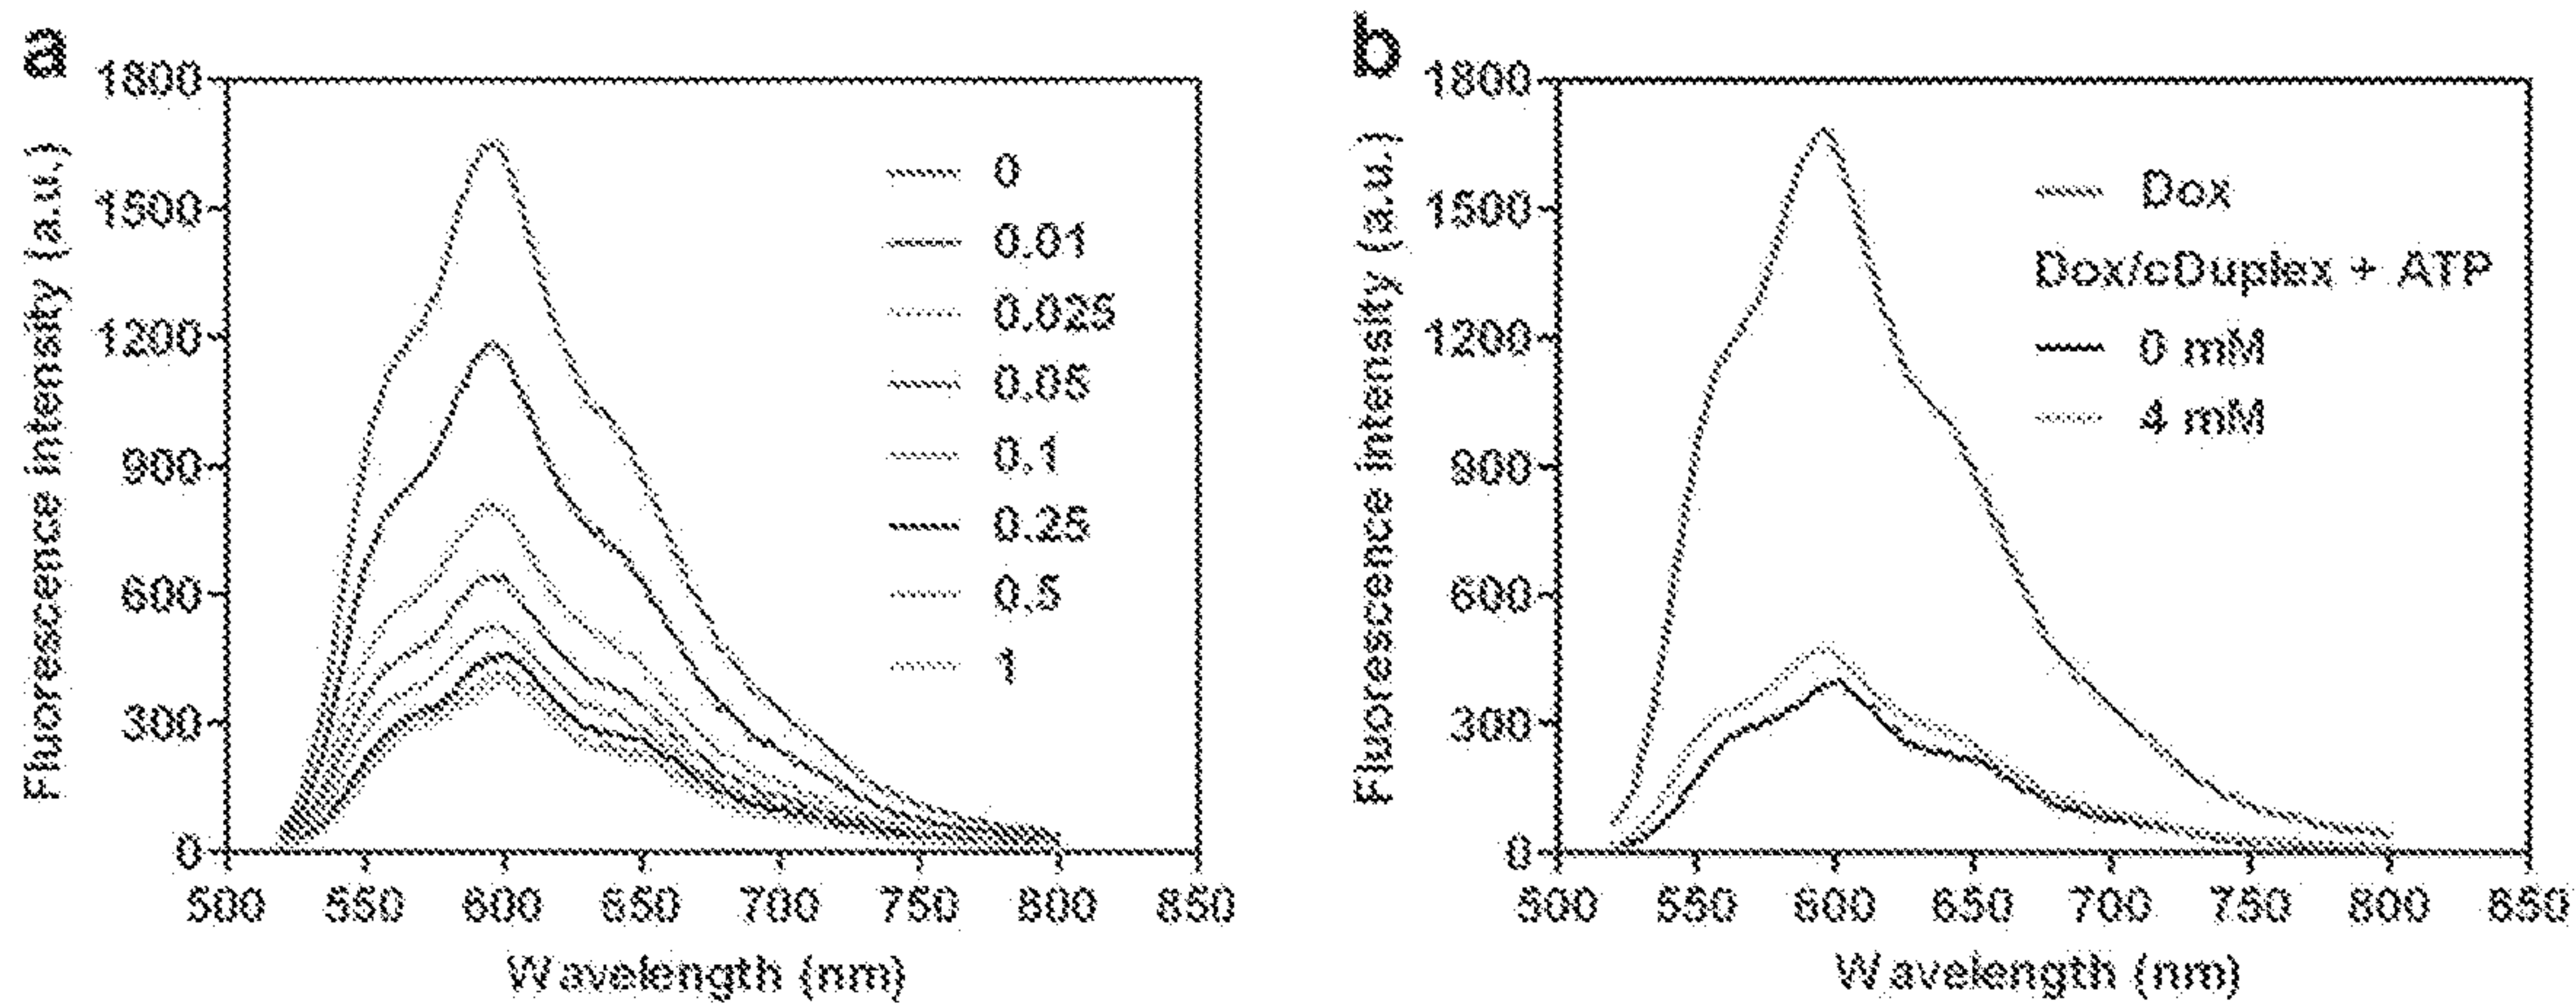 a
Fluorescence intensity (a.u.)
1800
1500
1200
900
600
300
0
500 550 600 650 700 750 800 850
Wavelength (nm)
0
0.01
0.025
0.05
0.1
0.25
0.5
1
b
Fluorescence intensity (a.u.)
1800
1500
1200
900
600
300
0
500 550 600 650 700 750 800 850
Wavelength (nm)
Dox
Dox/cDuplex + ATP
0 mM
4 mM